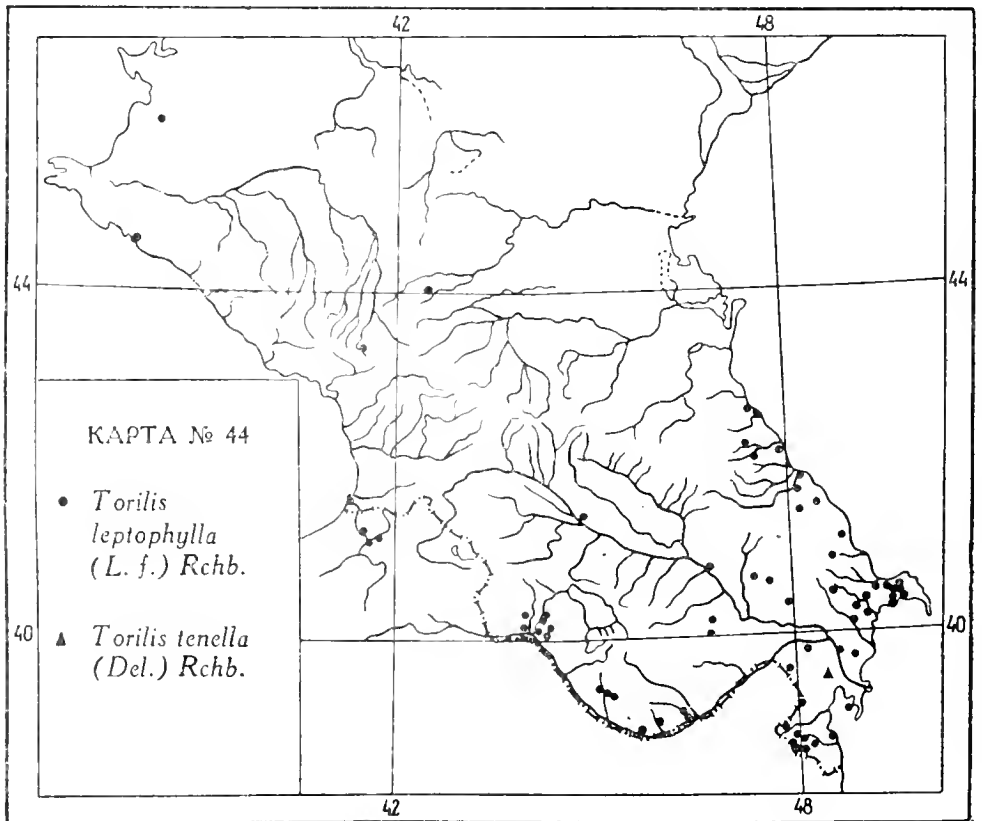 42 48
44 44
КАРТА № 44
Torilis
leptophylla
(L. f.) Rchb.
40 40
Torilis tenella
(Del.) Rchb.
42 48